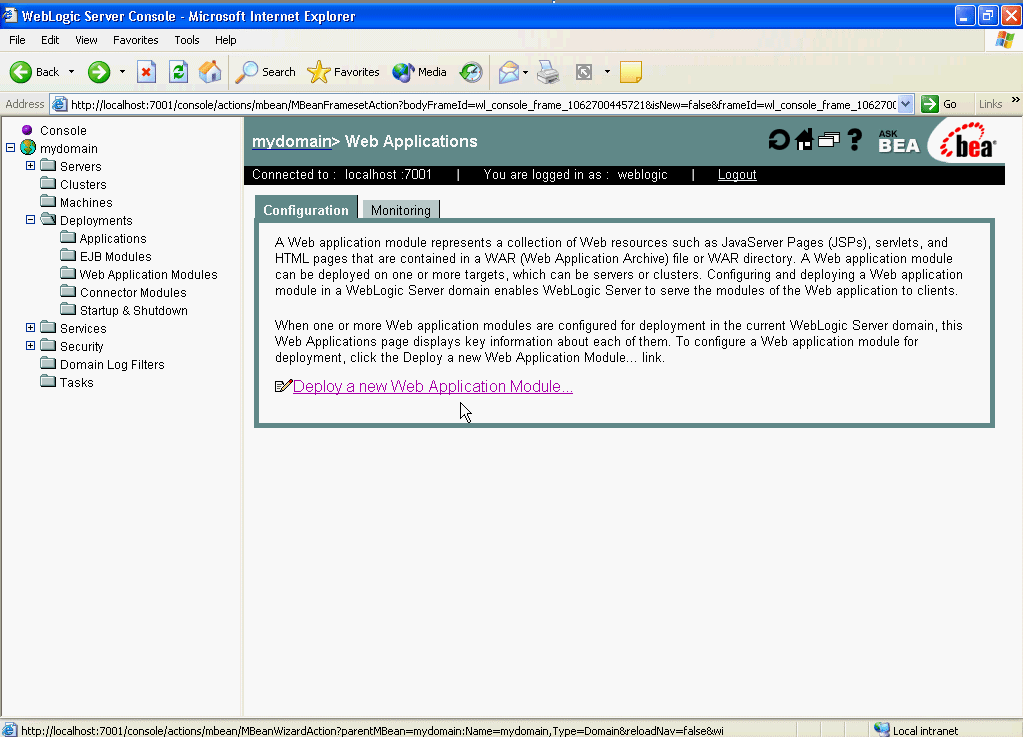 WebLogic Server Console - Microsoft Internet Explorer
File Edit View Favorites Tools Help
Back Search Favorites Media
Address http://localhost:7001/console/actions/mbean/MBeanFramesetAction?bodyFrameId=wl_console_frame_1062700445721&isNew=false&frameId=wl_console_frame_10627( Go Links »
Console
mydomain
Servers
Clusters
Machines
Deployments
Applications
EJB Modules
Web Application Modules
Connector Modules
Startup & Shutdown
Services
Security
Domain Log Filters
Tasks
mydomain> Web Applications
ASK
BEA
bea
Connected to : localhost :7001 | You are logged in as : weblogic | Logout
Configuration Monitoring
A Web application module represents a collection of Web resources such as JavaServer Pages (JSPs), servlets, and
HTML pages that are contained in a WAR (Web Application Archive) file or WAR directory. A Web application module
can be deployed on one or more targets, which can be servers or clusters. Configuring and deploying a Web application
module in a WebLogic Server domain enables WebLogic Server to serve the modules of the Web application to clients.
When one or more Web application modules are configured for deployment in the current WebLogic Server domain, this
Web Applications page displays key information about each of them. To configure a Web application module for
deployment, click the Deploy a new Web Application Module... link.
Deploy a new Web Application Module...
http://localhost:7001/console/actions/mbean/MBeanWizardAction?parentMBean=mydomain:Name=mydomain,Type=Domain&reloadNav=false&wi
Local intranet